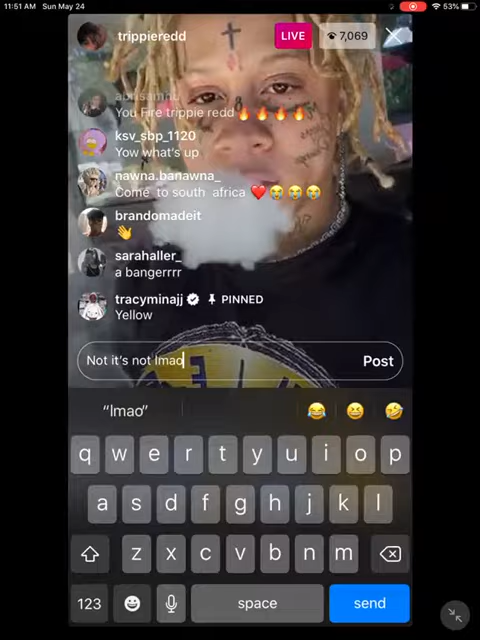 11:51 AM Sun May 24
53%
trippieredd
LIVE
7,069
You Fire trippie redd🔥🔥🔥🔥
ksv_sbp_1120
Yow what's up
nawna.banawna_
Come to south africa ❤️😭😭😭
brandomadeit
👋
sarahaller_
a bangerrrr
tracyminajj PINNED
Yellow
Not it's not lmao
Post
“lmao” 😂 😆 🤣
q w e r t y u i o p
a s d f g h j k l
z x c v b n m
123 space send